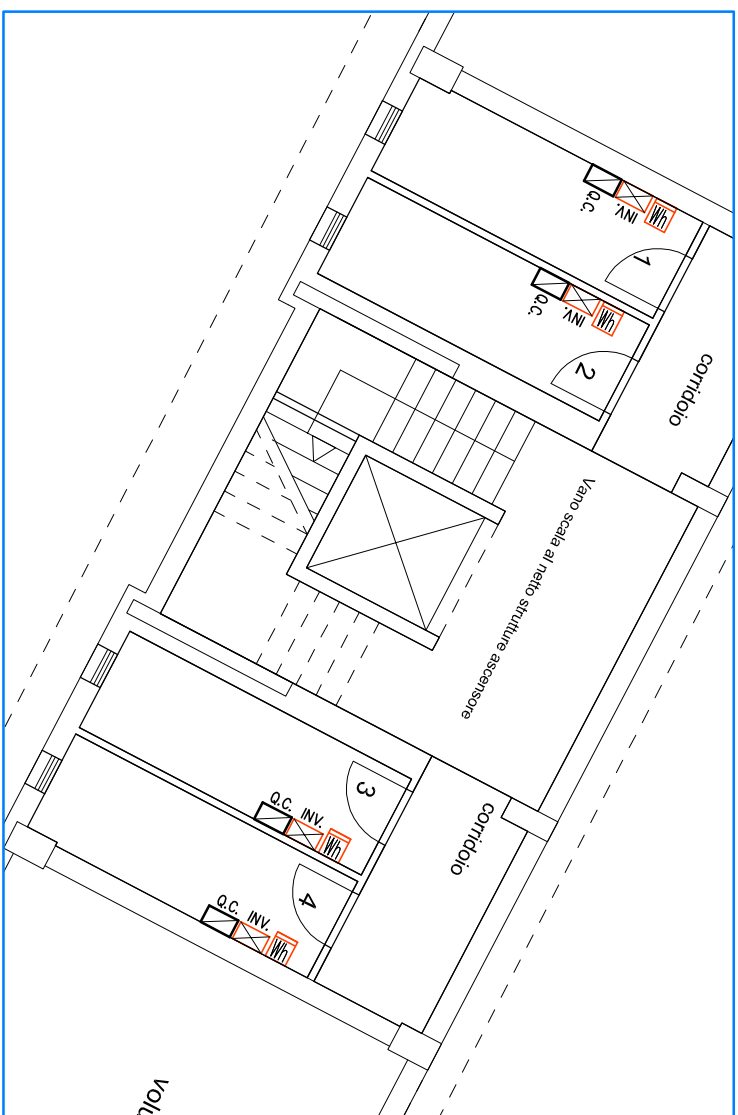 Q.C.
INV.
Wh
1
Q.C.
INV.
Wh
2
corridoio
Vano scala al netto strutture ascensore
3
Q.C.
INV.
Wh
corridoio
4
Q.C.
INV.
Wh
volu